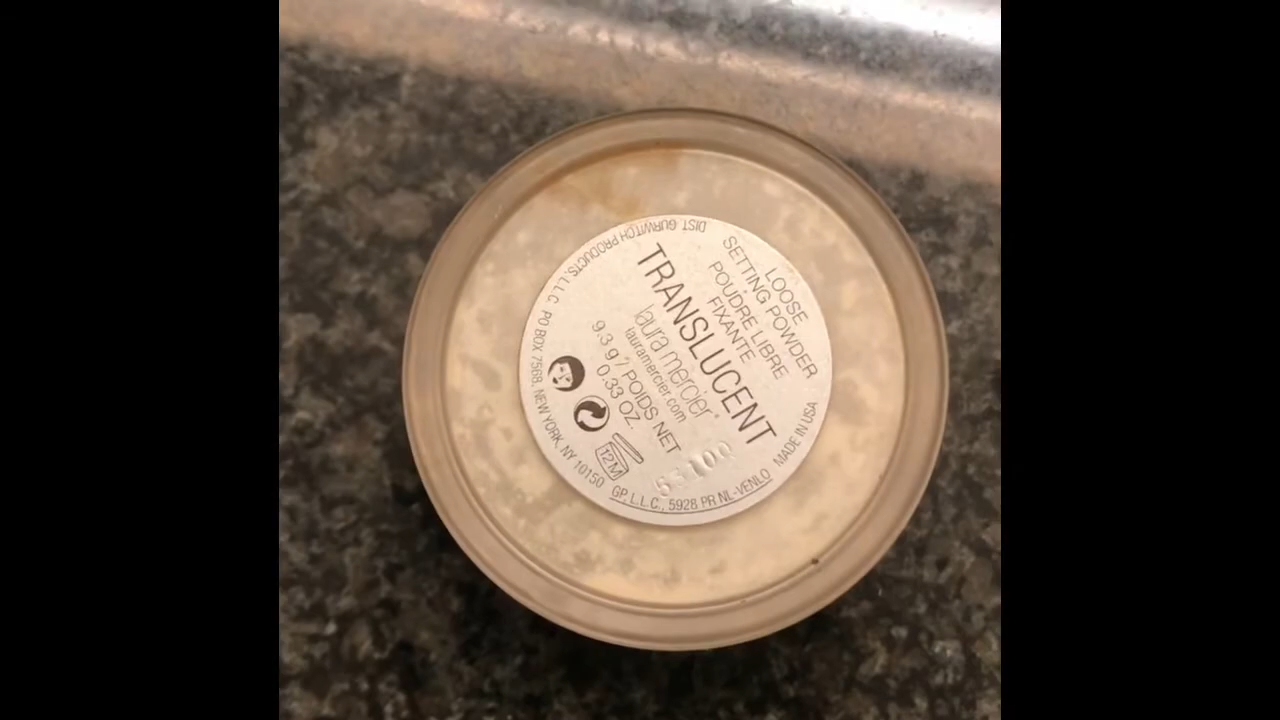 LOOSE
SETTING POWDER
POUDRE LIBRE
FIXANTE
TRANSLUCENT
laura mercier
lauramercier.com
9.3 g / POIDS NET
0.33 OZ.
12M
DIST. GURWITCH PRODUCTS, L.L.C. PO BOX 7568, NEW YORK, NY 10150
GP, L.L.C., 5928 PR NL-VENLO
MADE IN USA